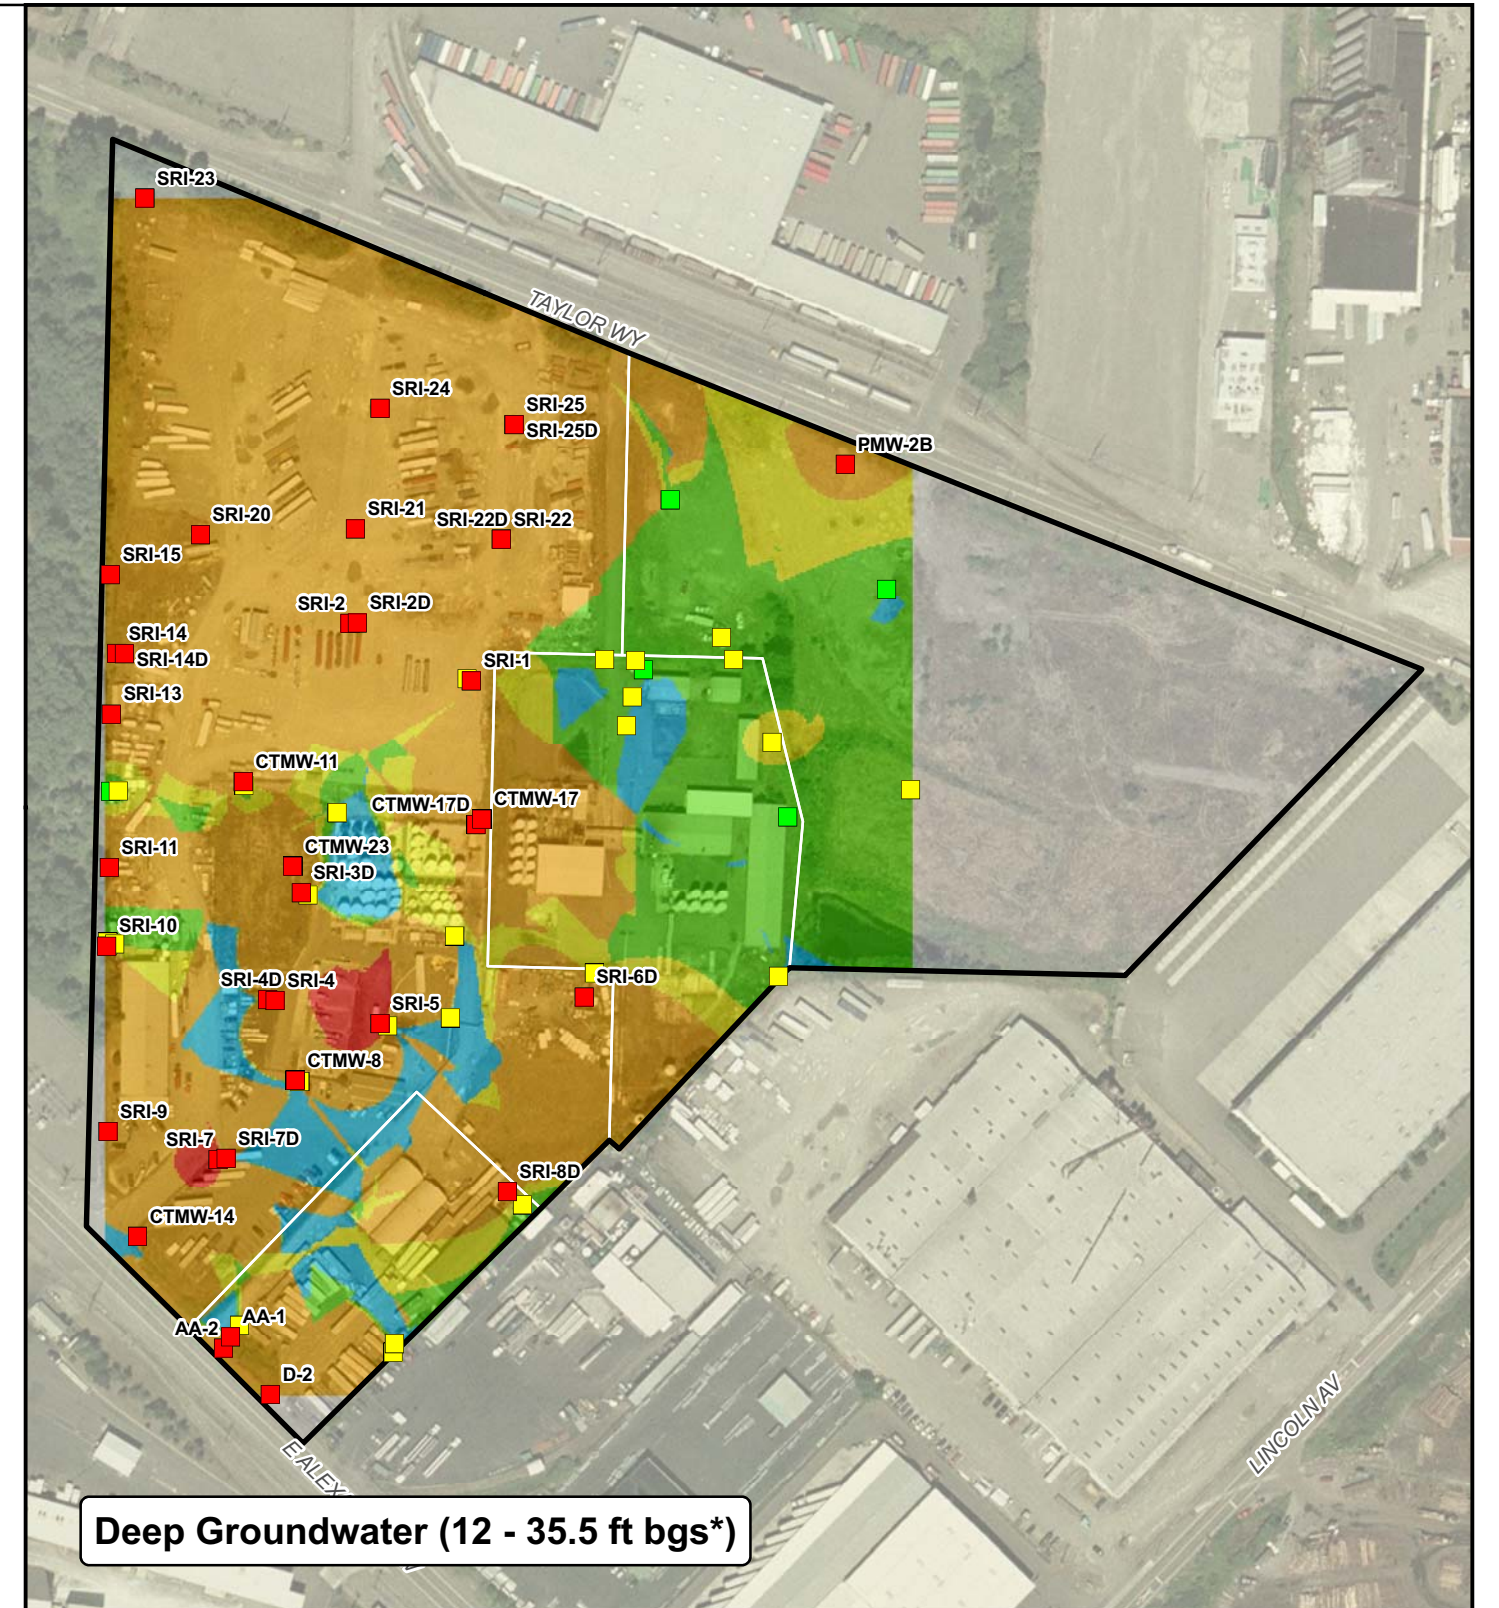 SRI-23
TAYLOR WY
SRI-24
SRI-25
SRI-25D
PMW-2B
SRI-20
SRI-21
SRI-22D SRI-22
SRI-15
SRI-2 SRI-2D
SRI-14
SRI-14D
SRI-1
SRI-13
CTMW-11
CTMW-17D CTMW-17
SRI-11
CTMW-23
SRI-3D
SRI-10
SRI-4D SRI-4
SRI-6D
SRI-5
CTMW-8
SRI-9
SRI-7 SRI-7D
SRI-8D
CTMW-14
AA-2 AA-1
D-2
LINCOLN AV
E ALEX
Deep Groundwater (12 - 35.5 ft bgs*)